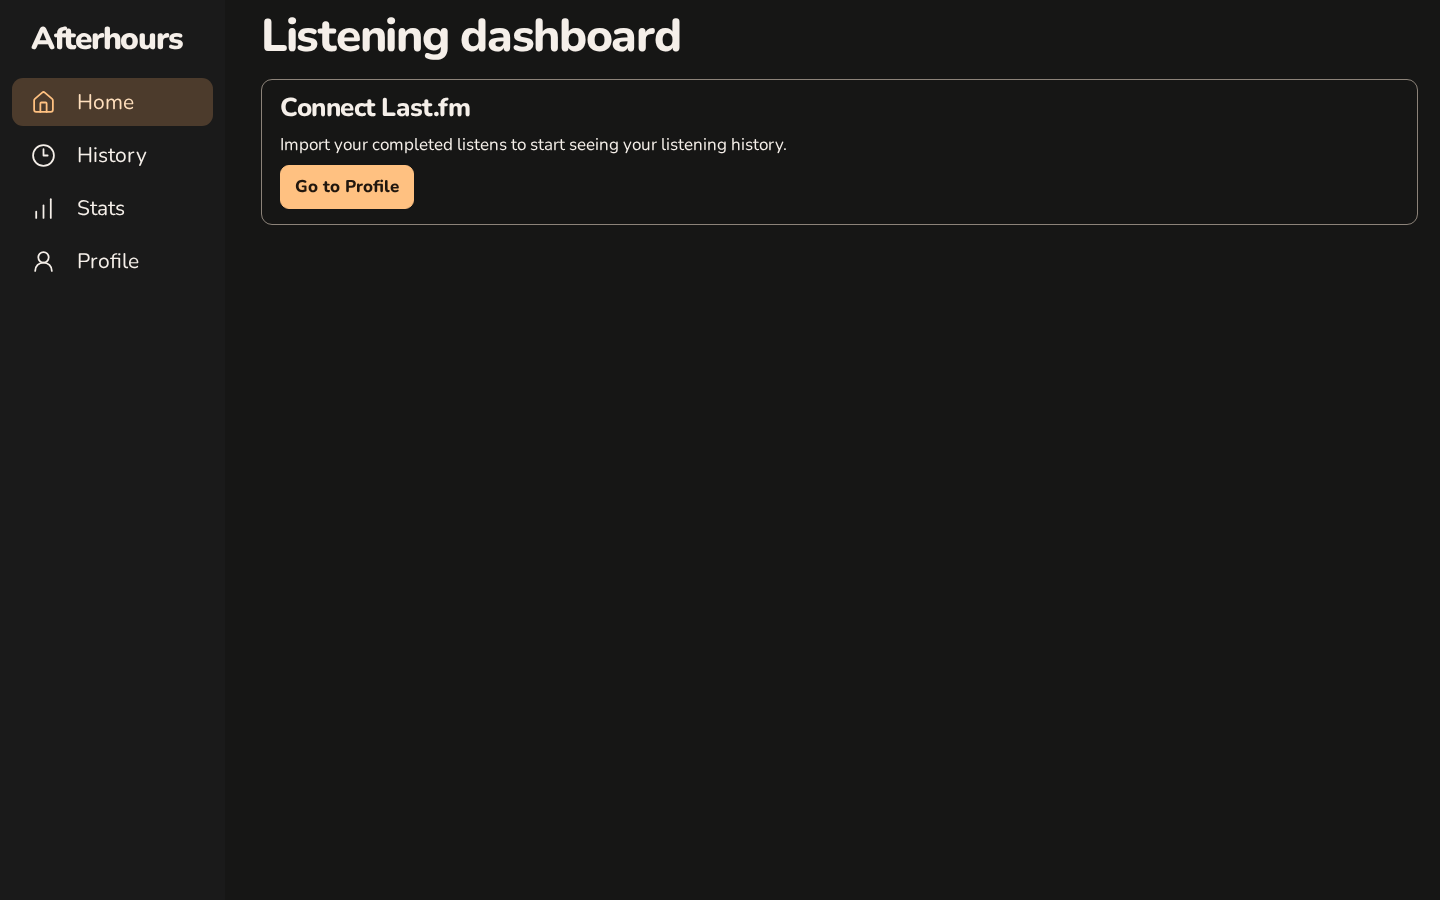 Afterhours
Home
History
Stats
Profile
Listening dashboard
Connect Last.fm
Import your completed listens to start seeing your listening history.
Go to Profile